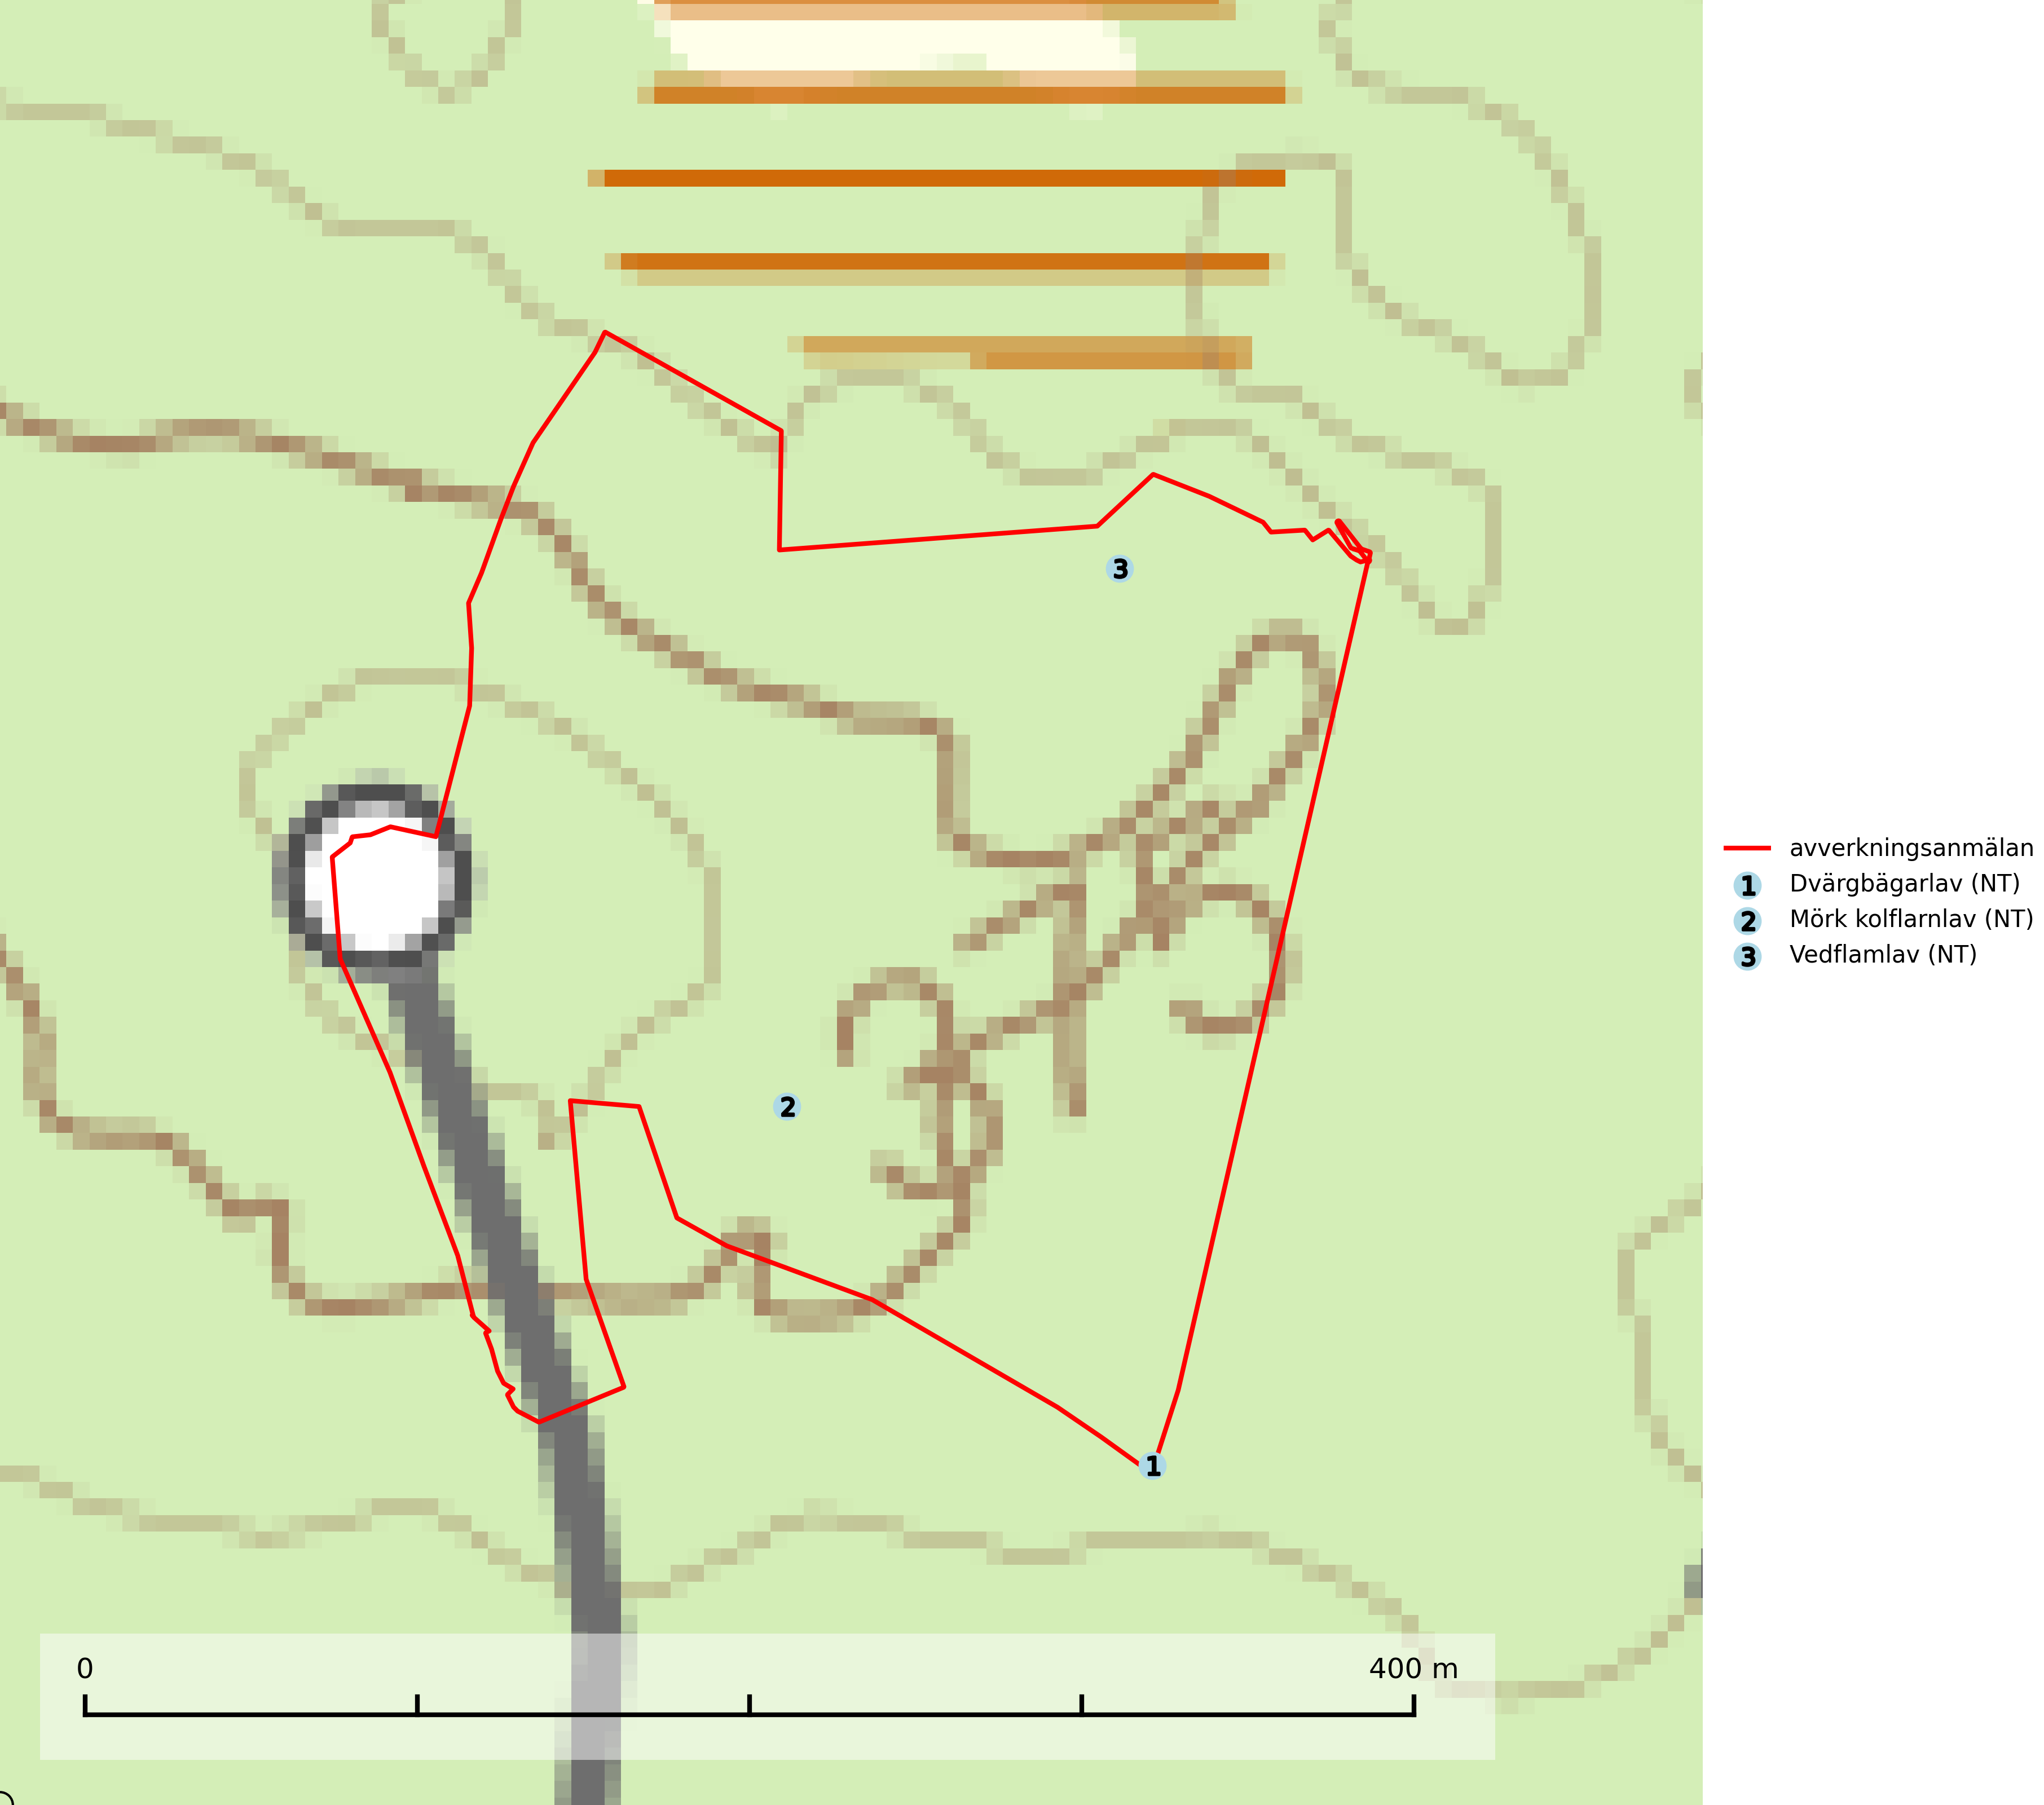 3
2
1
avverkningsanmälan
1 Dvärgbägarlav (NT)
2 Mörk kolflarnlav (NT)
3 Vedflamlav (NT)
0 400 m